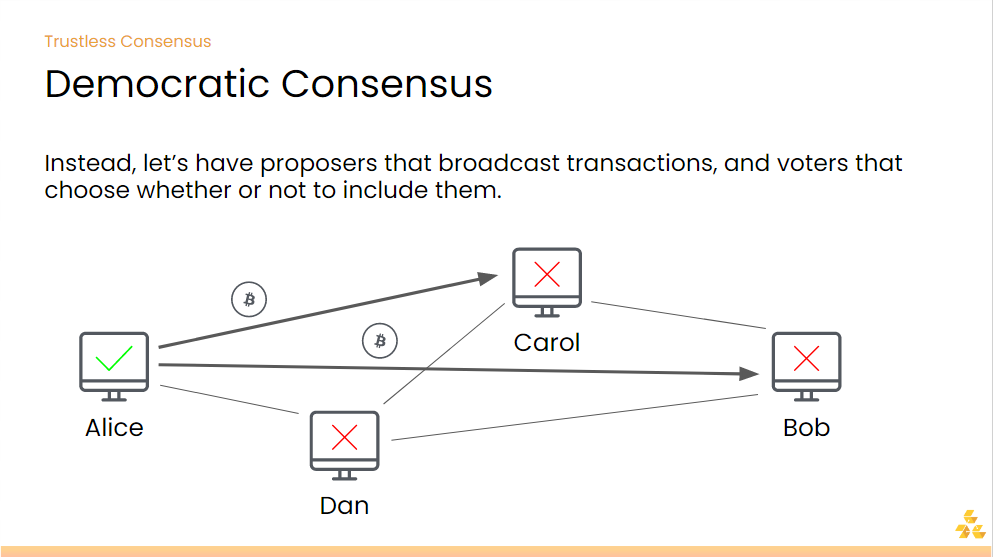 Trustless Consensus
Democratic Consensus
Instead, let’s have proposers that broadcast transactions, and voters that
choose whether or not to include them.
Carol
Alice
Bob
Dan